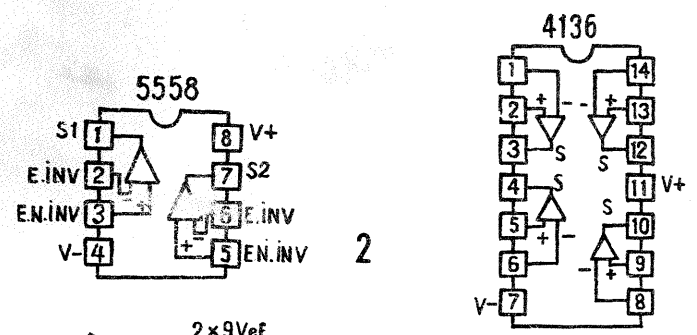 5558
S1 1 8 V+
E.INV 2 - + 7 S2
E.N.INV 3 + - 6 E.INV
V- 4 5 EN.INV
2
2×9Vef
4136
1 14
2 + - - + 13
3 S S 12
4 S 11 V+
5 + - S 10
6 - + 9
V- 7 8